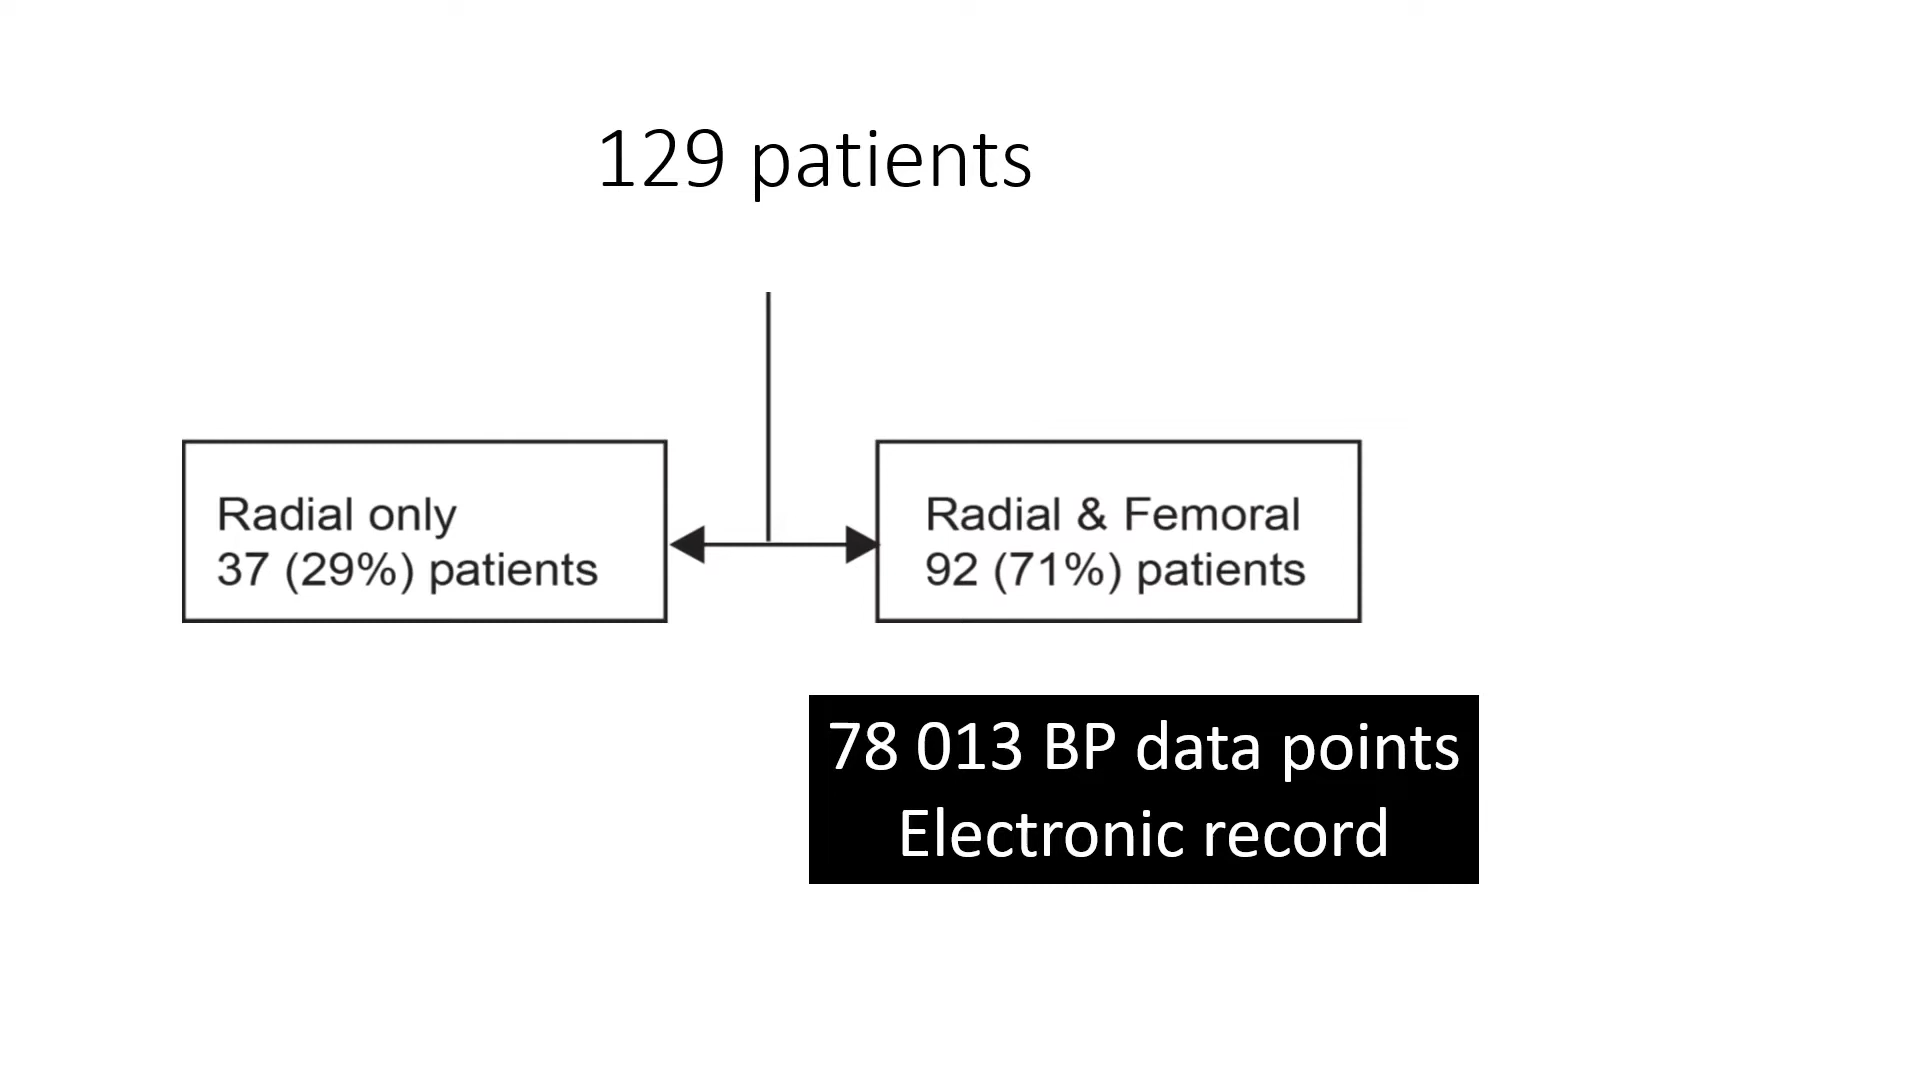 129 patients
Radial only
37 (29%) patients
Radial & Femoral
92 (71%) patients
78 013 BP data points
Electronic record